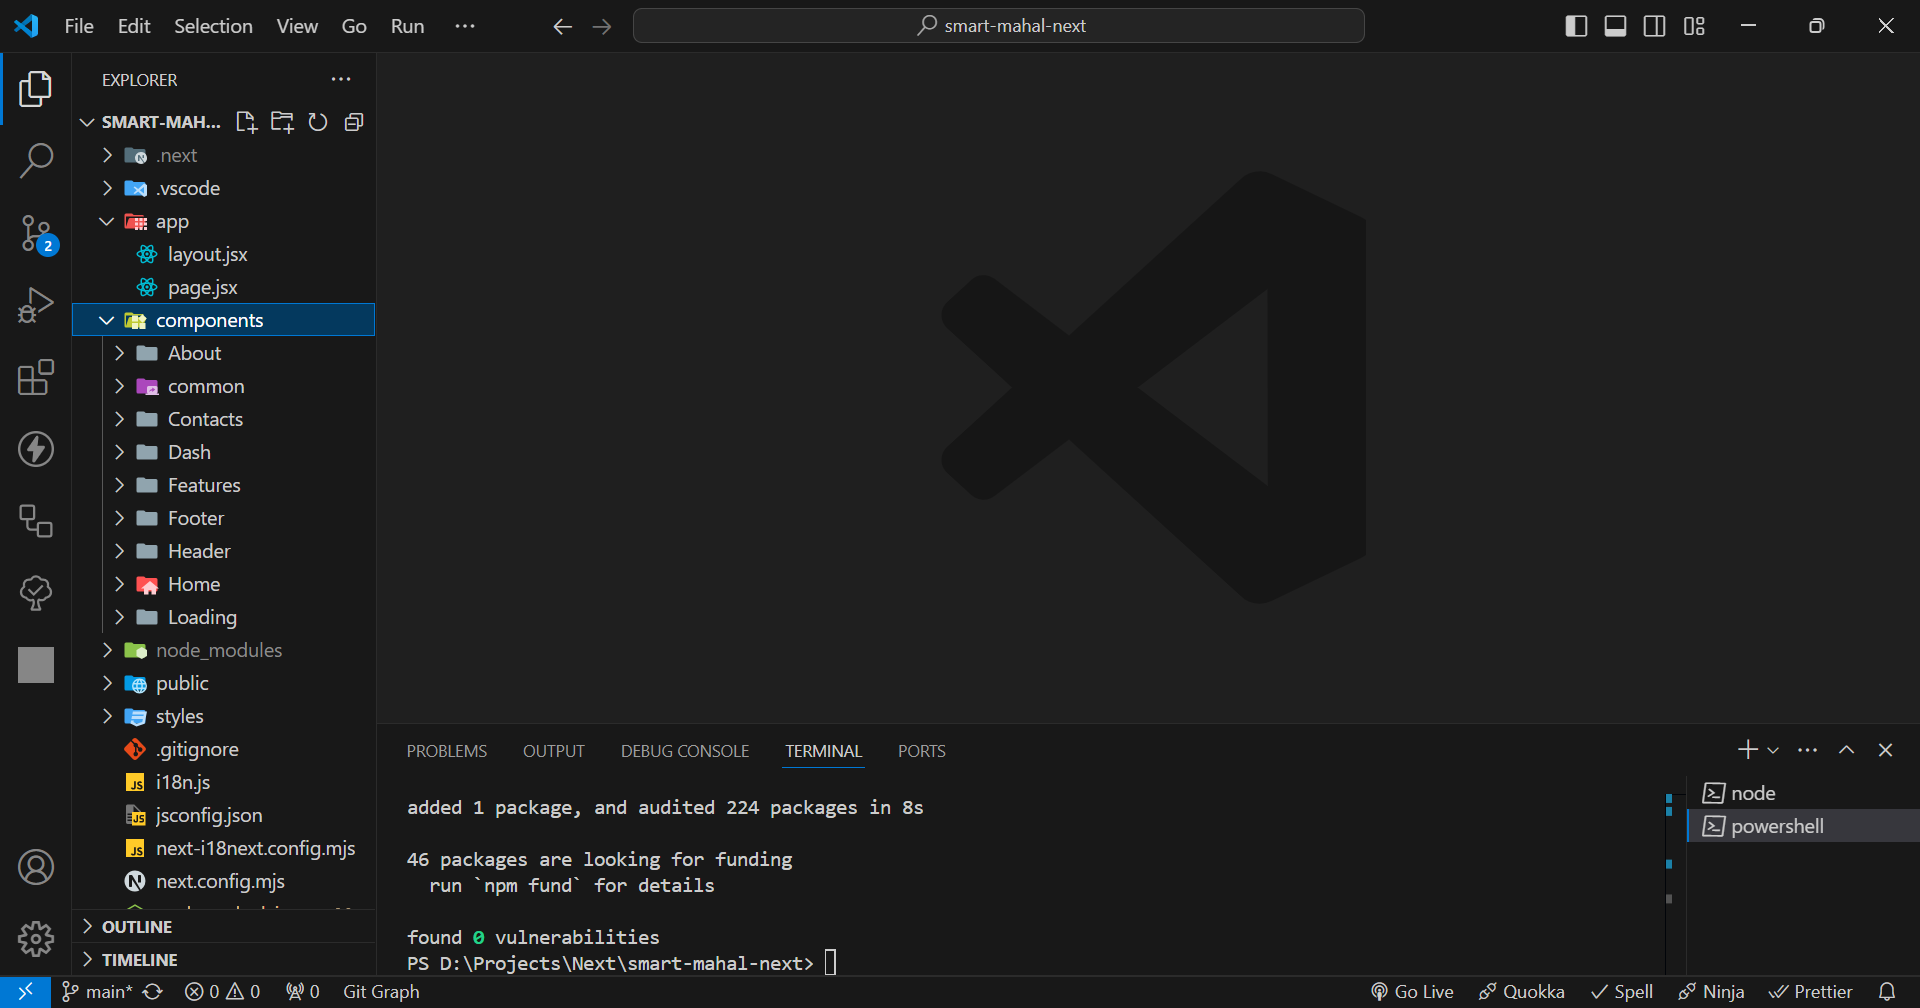 File Edit Selection View Go Run ···
smart-mahal-next
EXPLORER
SMART-MAH...
.next
.vscode
app
layout.jsx
page.jsx
components
About
common
Contacts
Dash
Features
Footer
Header
Home
Loading
node_modules
public
styles
.gitignore
JS i18n.js
JS jsconfig.json
JS next-i18next.config.mjs
N next.config.mjs
OUTLINE
TIMELINE
2
PROBLEMS OUTPUT DEBUG CONSOLE TERMINAL PORTS
added 1 package, and audited 224 packages in 8s
46 packages are looking for funding
run `npm fund` for details
found 0 vulnerabilities
PS D:\Projects\Next\smart-mahal-next>
node
powershell
main* 0 0 0 Git Graph
Go Live Quokka Spell Ninja Prettier